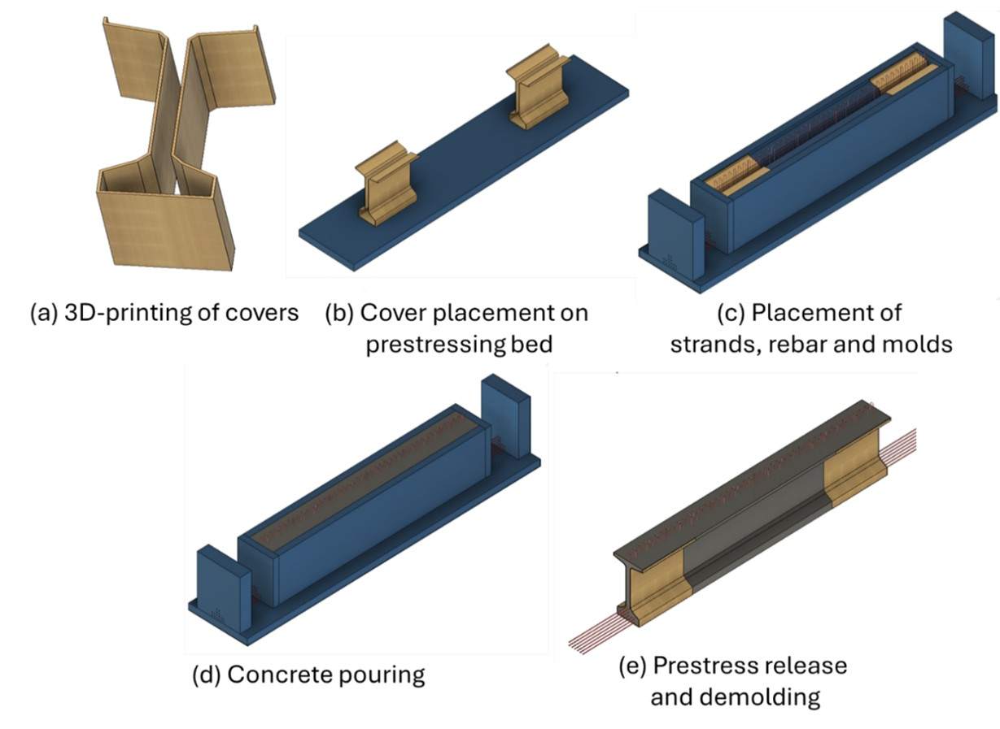 (a) 3D-printing of covers
(b) Cover placement on
prestressing bed
(c) Placement of
strands, rebar and molds
(d) Concrete pouring
(e) Prestress release
and demolding